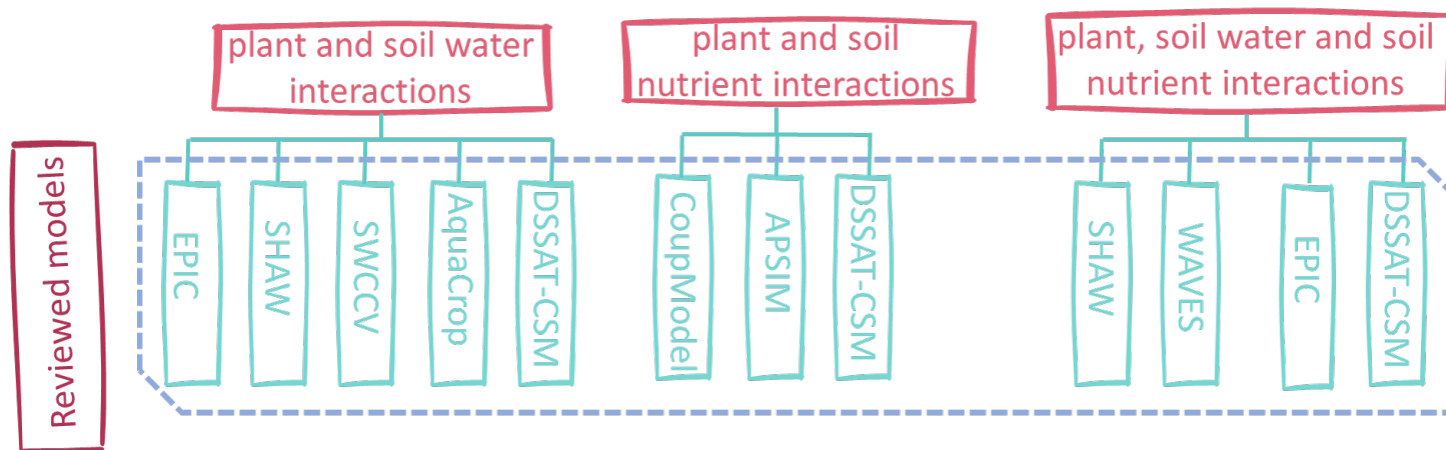 plant and soil water
interactions
plant and soil
nutrient interactions
plant, soil water and soil
nutrient interactions
Reviewed models
EPIC
SHAW
SWCCV
AquaCrop
DSSAT-CSM
CoupModel
APSIM
DSSAT-CSM
SHAW
WAVES
EPIC
DSSAT-CSM